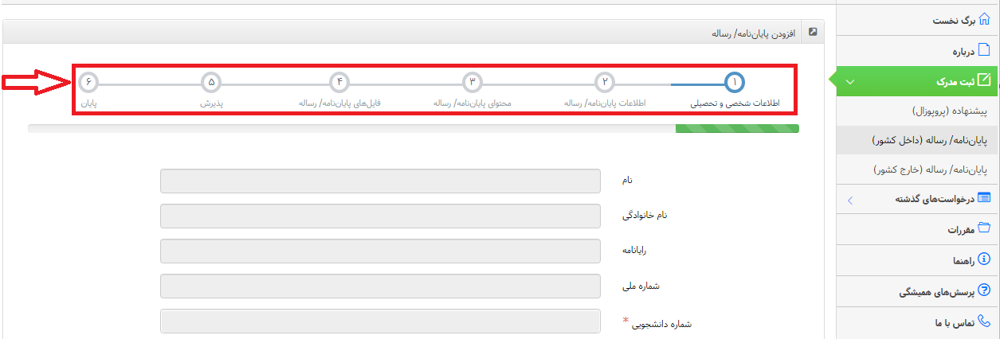 برگ نخست
درباره
ثبت مدرک
پیشنهاده (پروپوزال)
پایان‌نامه/ رساله (داخل کشور)
پایان‌نامه/ رساله (خارج کشور)
درخواست‌های گذشته
مقررات
راهنما
پرسش‌های همیشگی
تماس با ما
افزودن پایان‌نامه/ رساله
۱ ۲ ۳ ۴ ۵ ۶
اطلاعات شخصی و تحصیلی اطلاعات پایان‌نامه/ رساله محتوای پایان‌نامه/ رساله فایل‌های پایان‌نامه/ رساله پذیرش پایان
نام
نام خانوادگی
رایانامه
شماره ملی
شماره دانشجویی *